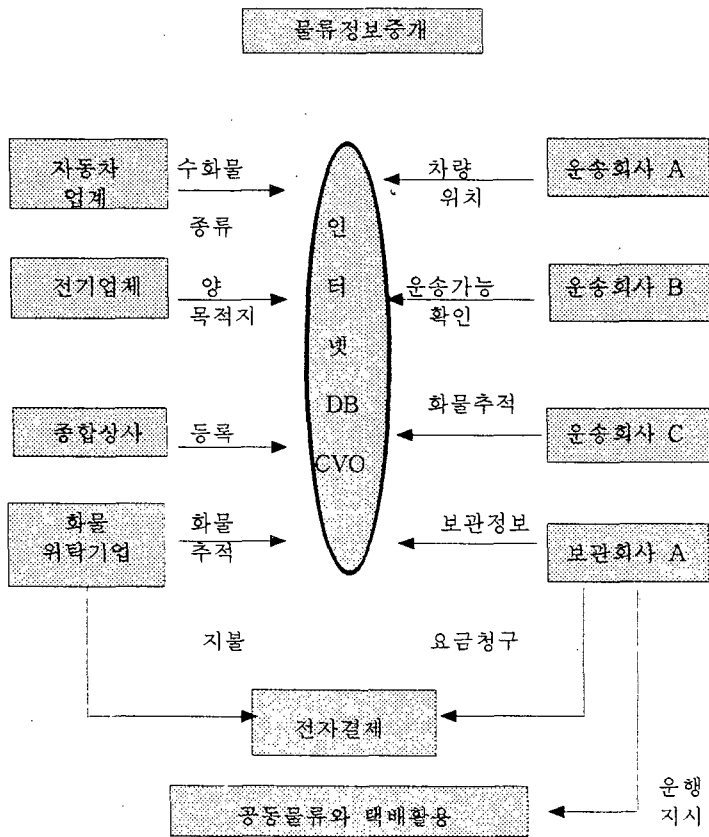 물류정보중개
자동차
업계
수화물
종류
전기업체
양
목적지
종합상사
등록
화물
위탁기업
화물
추적
인
터
넷
DB
CVO
차량
위치
운송회사 A
운송가능
확인
운송회사 B
화물추적
운송회사 C
보관정보
보관회사 A
지불
요금청구
전자결제
운행
지시
공동물류와 택배활용